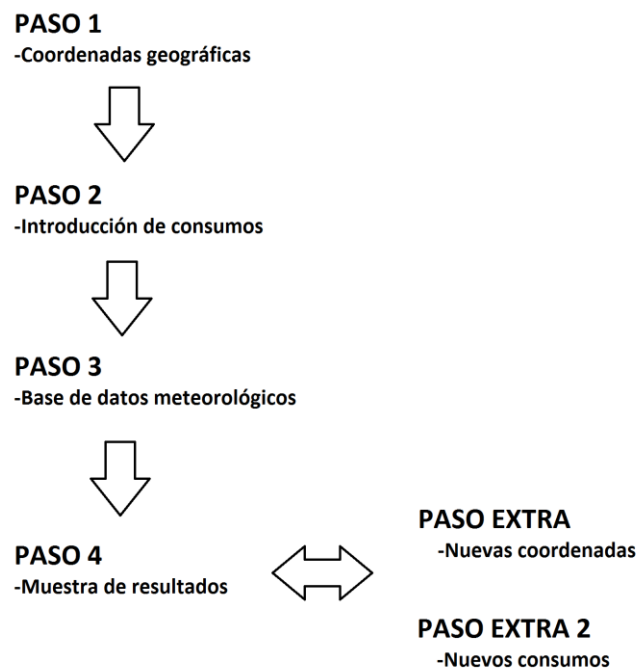 PASO 1
-Coordenadas geográficas
PASO 2
-Introducción de consumos
PASO 3
-Base de datos meteorológicos
PASO 4
-Muestra de resultados
PASO EXTRA
-Nuevas coordenadas
PASO EXTRA 2
-Nuevos consumos